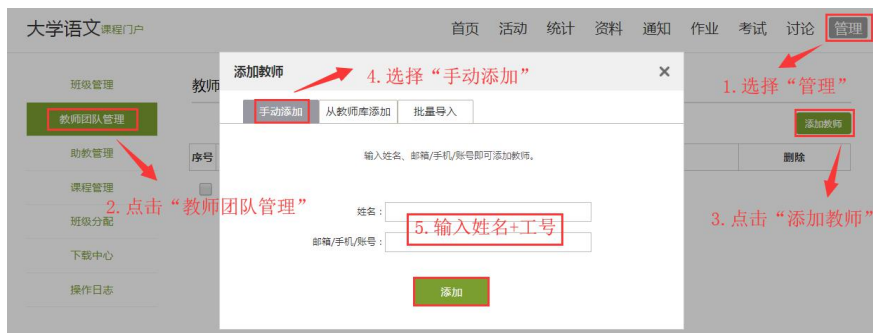 大学语文课程门户
首页 活动 统计 资料 通知 作业 考试 讨论 管理
添加教师 ×
4.选择“手动添加”
1.选择“管理”
班级管理
教师
手动添加 从教师库添加 批量导入
教师团队管理
添加教师
助教管理
序号
输入姓名、邮箱/手机/账号即可添加教师。
删除
课程管理
2.点击“教师团队管理”
姓名：
5.输入姓名+工号
3.点击“添加教师”
班级分配
邮箱/手机/账号：
下载中心
操作日志
添加